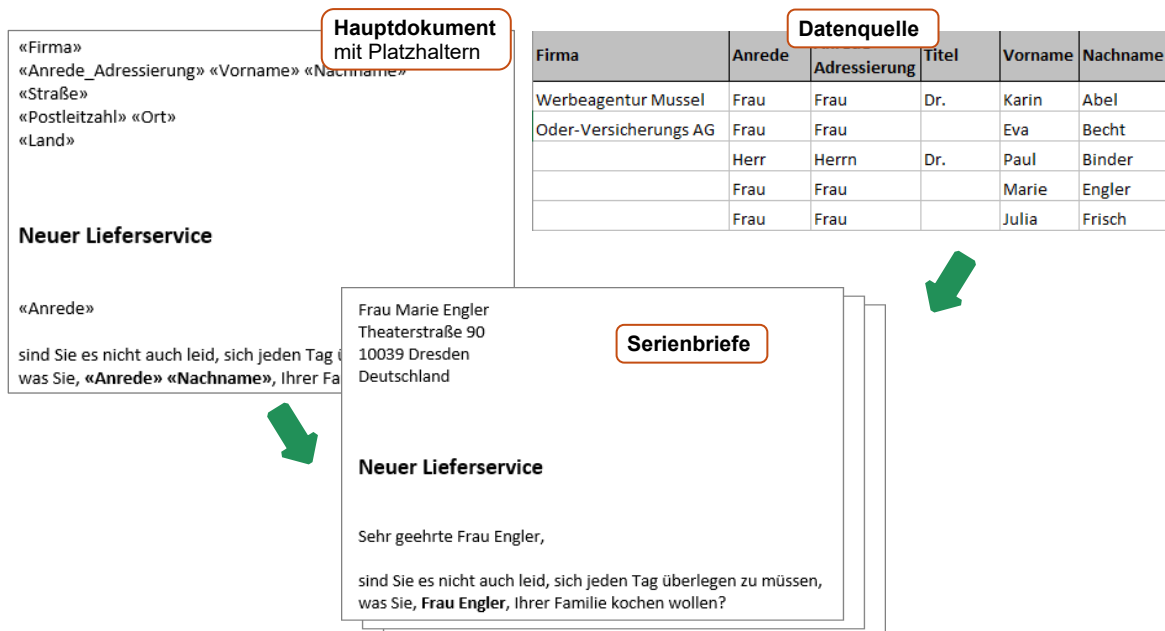 Hauptdokument
mit Platzhaltern
«Firma»
«Anrede_Adressierung» «Vorname» «Nachname»
«Straße»
«Postleitzahl» «Ort»
«Land»
Neuer Lieferservice
«Anrede»
sind Sie es nicht auch leid, sich jeden Tag
was Sie, «Anrede» «Nachname», Ihrer Fa
Datenquelle
Firma Anrede Adressierung Titel Vorname Nachname
Werbeagentur Mussel Frau Frau Dr. Karin Abel
Oder-Versicherungs AG Frau Frau Eva Becht
Herr Herrn Dr. Paul Binder
Frau Frau Marie Engler
Frau Frau Julia Frisch
Serienbriefe
Frau Marie Engler
Theaterstraße 90
10039 Dresden
Deutschland
Neuer Lieferservice
Sehr geehrte Frau Engler,
sind Sie es nicht auch leid, sich jeden Tag überlegen zu müssen,
was Sie, Frau Engler, Ihrer Familie kochen wollen?